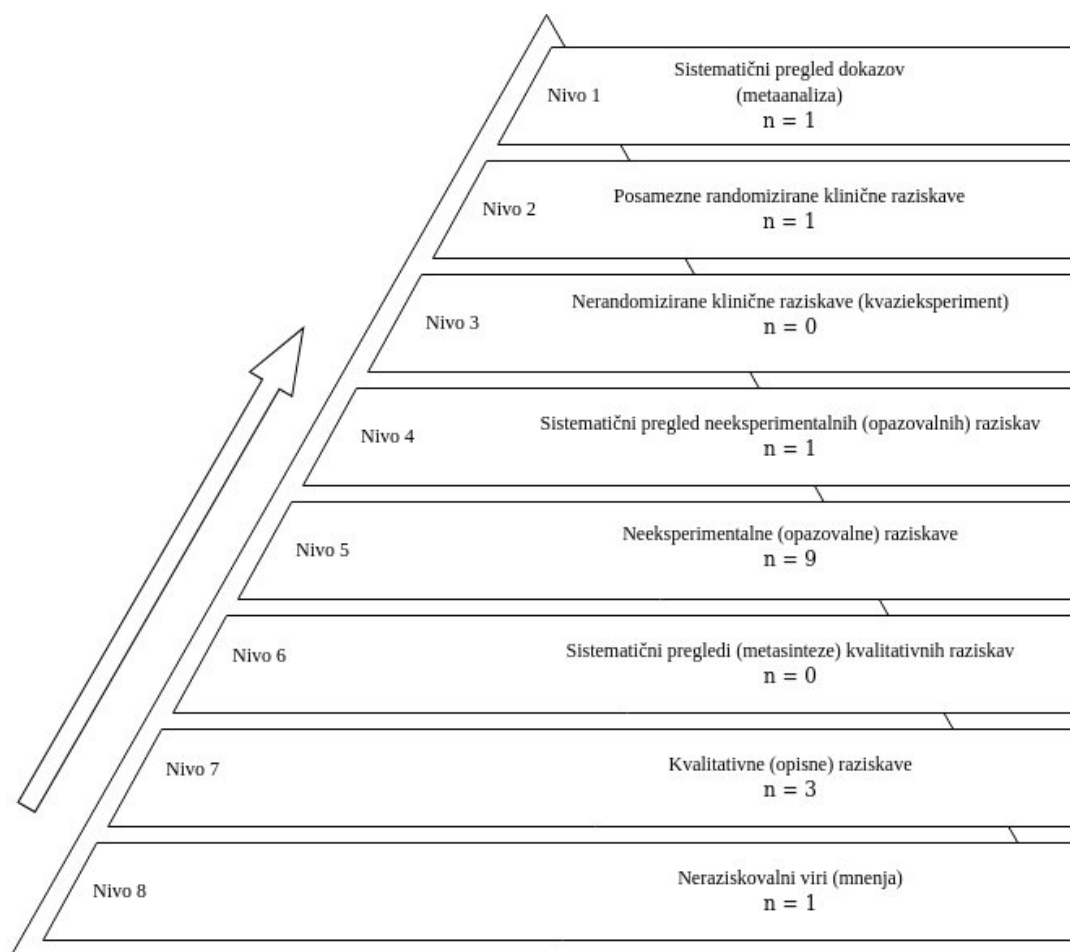 Nivo 1
Sistematični pregled dokazov
(metaanaliza)
n = 1
Nivo 2
Posamezne randomizirane klinične raziskave
n = 1
Nivo 3
Nerandomizirane klinične raziskave (kvazieksperiment)
n = 0
Nivo 4
Sistematični pregled neeksperimentalnih (opazovalnih) raziskav
n = 1
Nivo 5
Neeksperimentalne (opazovalne) raziskave
n = 9
Nivo 6
Sistematični pregledi (metasinteze) kvalitativnih raziskav
n = 0
Nivo 7
Kvalitativne (opisne) raziskave
n = 3
Nivo 8
Neraziskovalni viri (mnenja)
n = 1